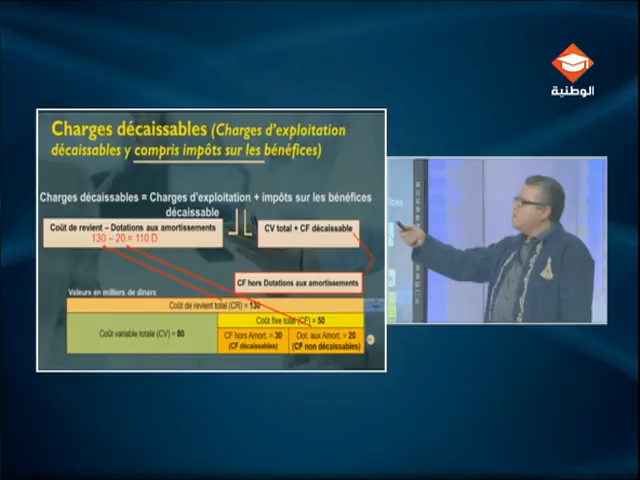 الوطنية
Charges décaissables (Charges d'exploitation
décaissables y compris impôts sur les bénéfices)
Charges décaissables = Charges d'exploitation + impôts sur les bénéfices
décaissable
Coût de revient – Dotations aux amortissements
130 – 20 = 110 D
CV total + CF décaissable
CF hors Dotations aux amortissements
Valeurs en milliers de dinars
Coût de revient total (CR) = 130
Coût variable totale (CV) = 80
Coût fixe total (CF) = 50
CF hors Amort. = 30
(CF décaissables)
Dot. aux Amort. = 20
(CF non décaissables)